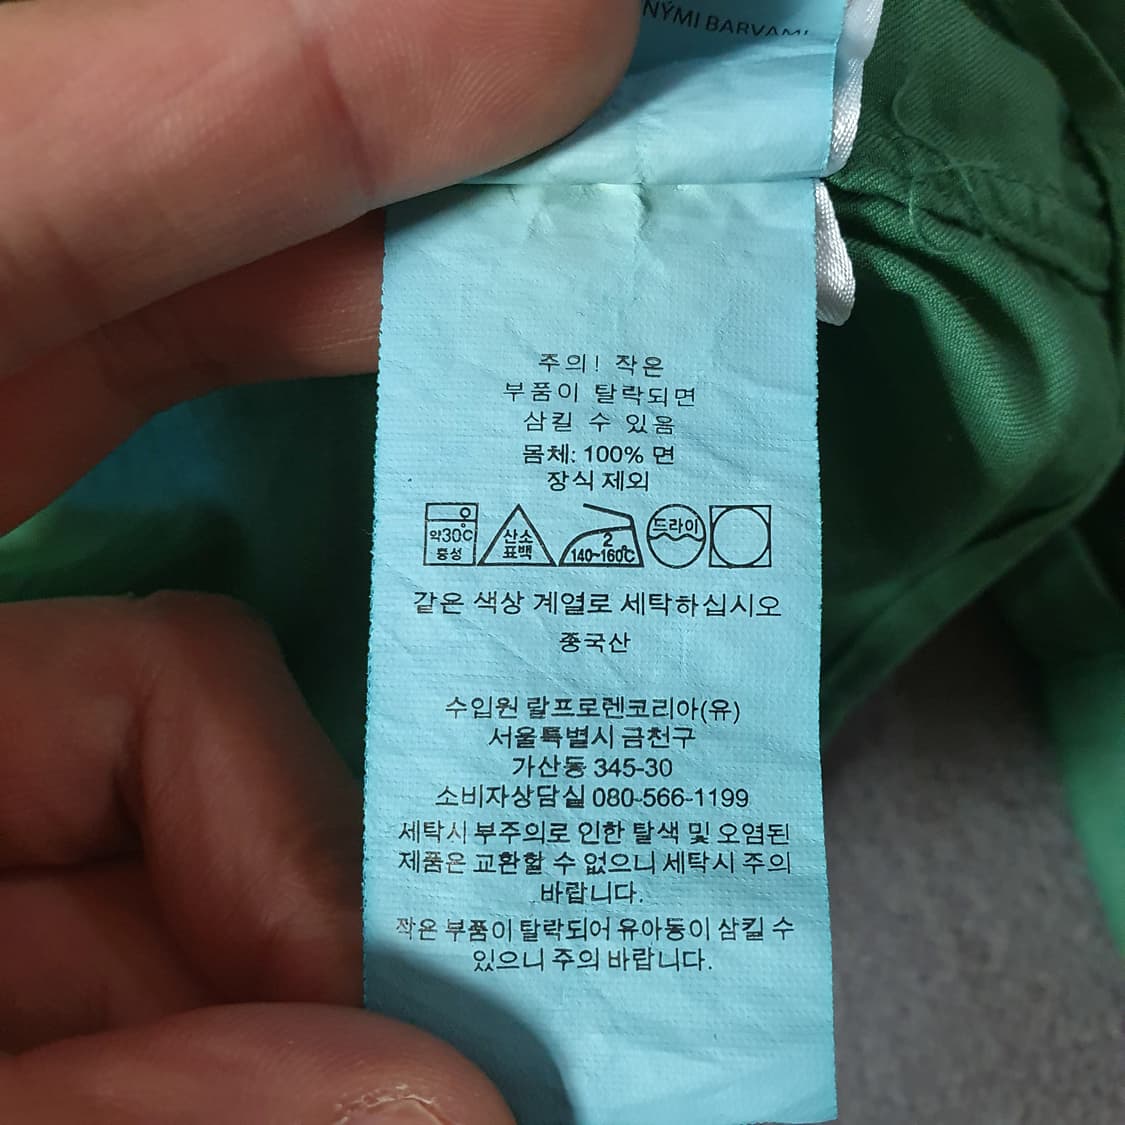 NÝMI BARVAMI
주의! 작은
부품이 탈락되면
삼킬 수 있음
몸체: 100% 면
장식 제외
약30℃
중성
산소
표백
2
140~160℃
드라이
같은 색상 계열로 세탁하십시오
중국산
수입원 랄프로렌코리아(유)
서울특별시 금천구
가산동 345-30
소비자상담실 080-566-1199
세탁시 부주의로 인한 탈색 및 오염된
제품은 교환할 수 없으니 세탁시 주의
바랍니다.
작은 부품이 탈락되어 유아동이 삼킬 수
있으니 주의 바랍니다.